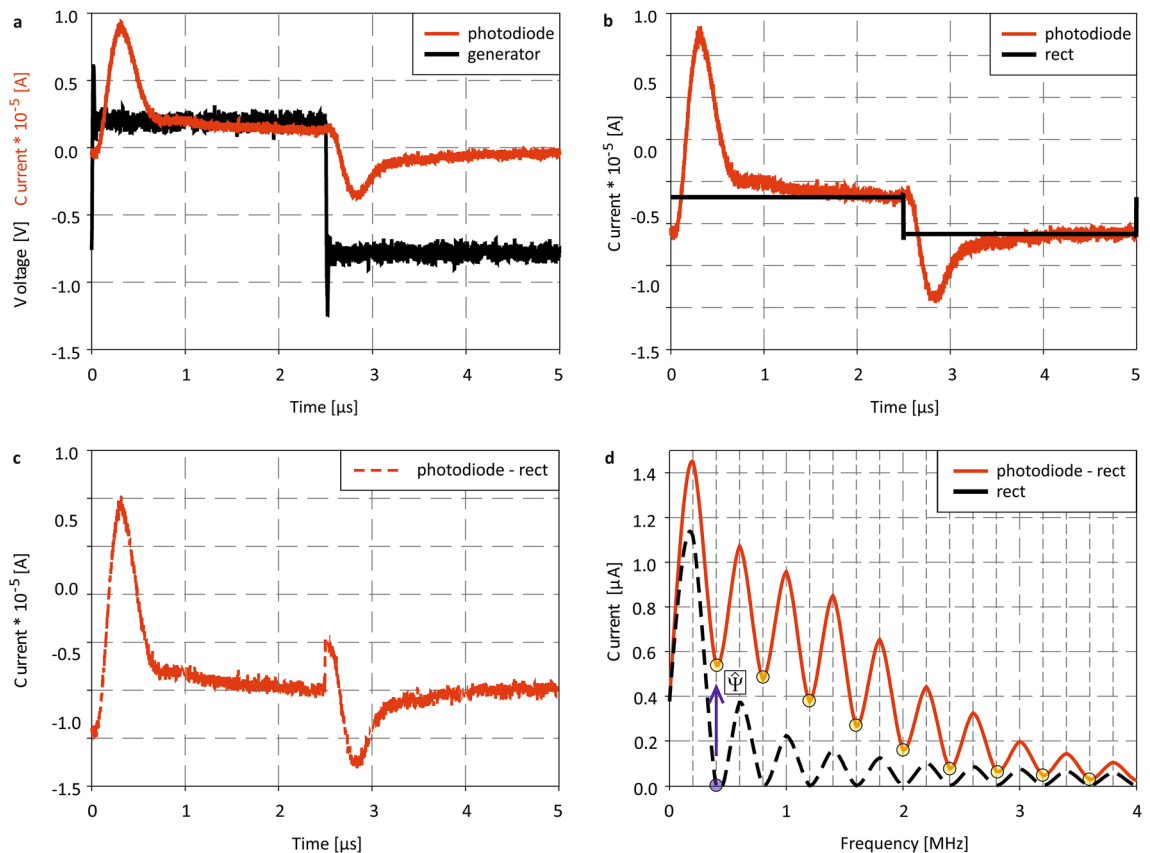 a
photodiode
generator
1.0
0.5
0.0
-0.5
-1.0
-1.5
Current * 10⁻⁵ [A]
Voltage [V]
0 1 2 3 4 5
Time [µs]
b
photodiode
rect
1.0
0.5
0.0
-0.5
-1.0
-1.5
Current * 10⁻⁵ [A]
0 1 2 3 4 5
Time [µs]
c
photodiode - rect
1.0
0.5
0.0
-0.5
-1.0
-1.5
Current * 10⁻⁵ [A]
0 1 2 3 4 5
Time [µs]
d
photodiode - rect
rect
1.4
1.2
1.0
0.8
0.6
0.4
0.2
0.0
Current [µA]
Ψ̂
0 1 2 3 4
Frequency [MHz]